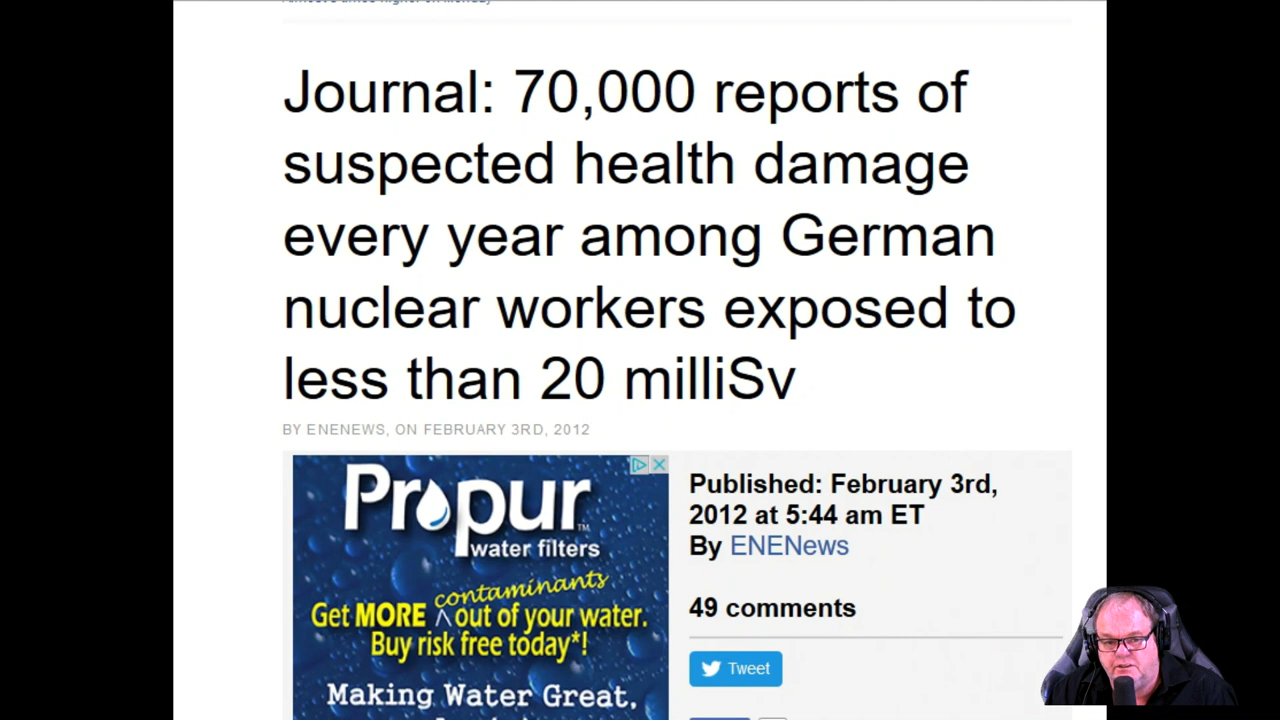 Journal: 70,000 reports of
suspected health damage
every year among German
nuclear workers exposed to
less than 20 milliSv
BY ENENEWS, ON FEBRUARY 3RD, 2012
Propur™
water filters
Get MORE contaminants
^ out of your water.
Buy risk free today*!
Making Water Great,
Published: February 3rd,
2012 at 5:44 am ET
By ENENews
49 comments
Tweet